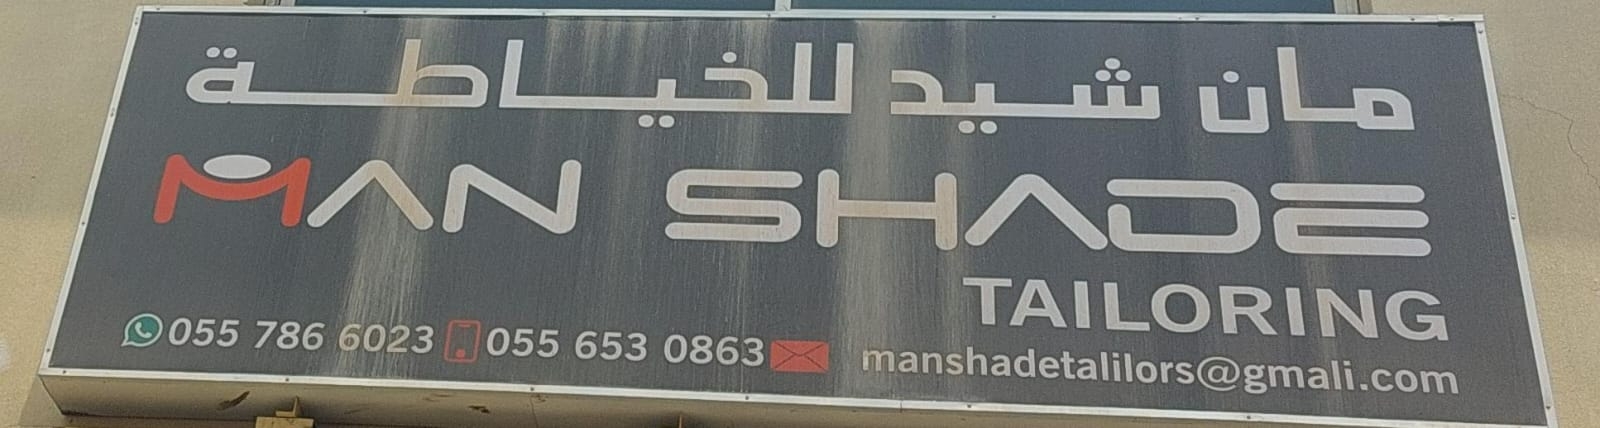 مان شيد للخياطة
MAN SHADE
TAILORING
055 786 6023 055 653 0863 manshadetalilors@gmali.com